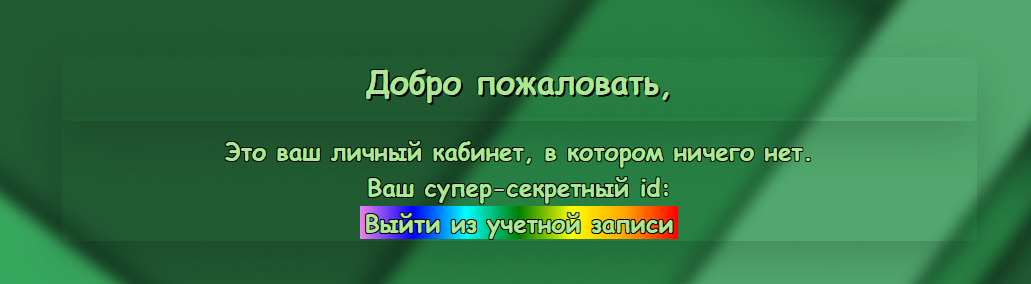 Добро пожаловать,
Это ваш личный кабинет, в котором ничего нет.
Ваш супер-секретный id:
Выйти из учетной записи